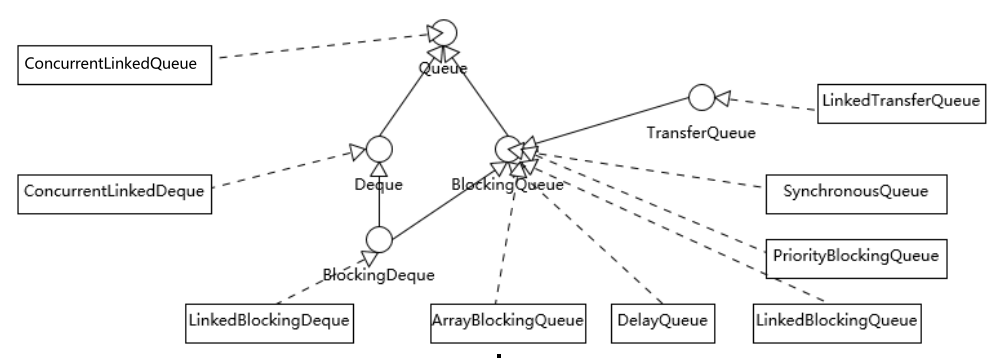 ConcurrentLinkedQueue
Queue
LinkedTransferQueue
TransferQueue
ConcurrentLinkedDeque
Deque
BlockingQueue
SynchronousQueue
PriorityBlockingQueue
BlockingDeque
LinkedBlockingDeque
ArrayBlockingQueue
DelayQueue
LinkedBlockingQueue